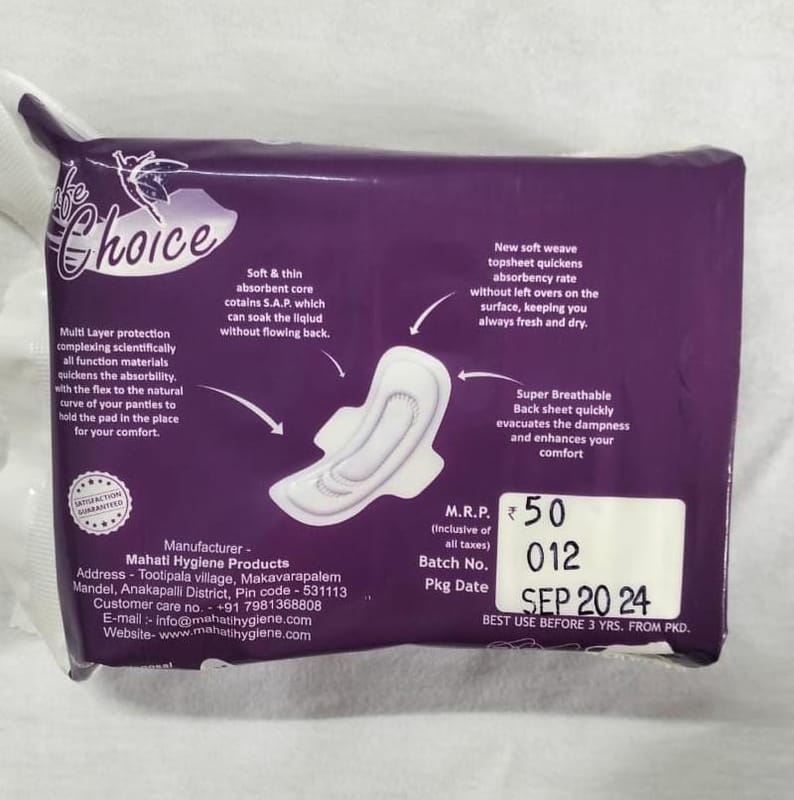 Choice
New soft weave
topsheet quickens
absorbency rate
without left overs on the
surface, keeping you
always fresh and dry.
Soft & thin
absorbent core
cotains S.A.P. which
can soak the liqiud
without flowing back.
Multi Layer protection
complexing scientifically
all function materials
quickens the absorbility.
with the flex to the natural
curve of your panties to
hold the pad in the place
for your comfort.
Super Breathable
Back sheet quickly
evacuates the dampness
and enhances your
comfort
SATISFACTION
GUARANTEED
M.R.P. ₹ 50
(inclusive of
all taxes)
Batch No. 012
Pkg Date SEP 2024
BEST USE BEFORE 3 YRS. FROM PKD.
Manufacturer -
Mahati Hygiene Products
Address - Tootipala village, Makavarapalem
Mandel, Anakapalli District, Pin code - 531113
Customer care no. - +91 7981368808
E-mail :- info@mahatihygiene.com
Website- www.mahatihygiene.com